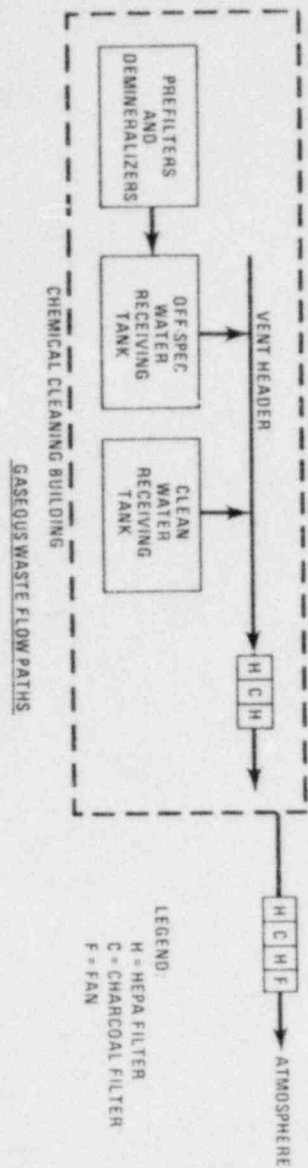 PREFILTERS
AND
DEMINERALIZERS
OFF SPEC
WATER
RECEIVING
TANK
CLEAN
WATER
RECEIVING
TANK
VENT HEADER
H C H
H C H F
ATMOSPHERE
CHEMICAL CLEANING BUILDING
GASEOUS WASTE FLOW PATHS
LEGEND:
H = HEPA FILTER
C = CHARCOAL FILTER
F = FAN